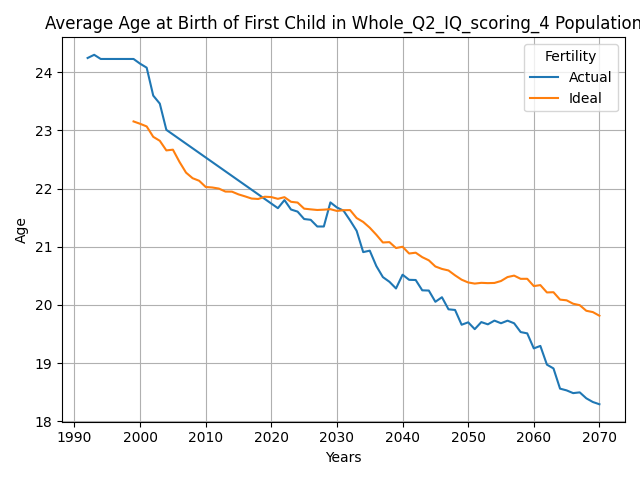 Average Age at Birth of First Child in Whole_Q2_IQ_scoring_4 Population
Fertility
Actual
Ideal
Age
24
23
22
21
20
19
18
1990 2000 2010 2020 2030 2040 2050 2060 2070
Years